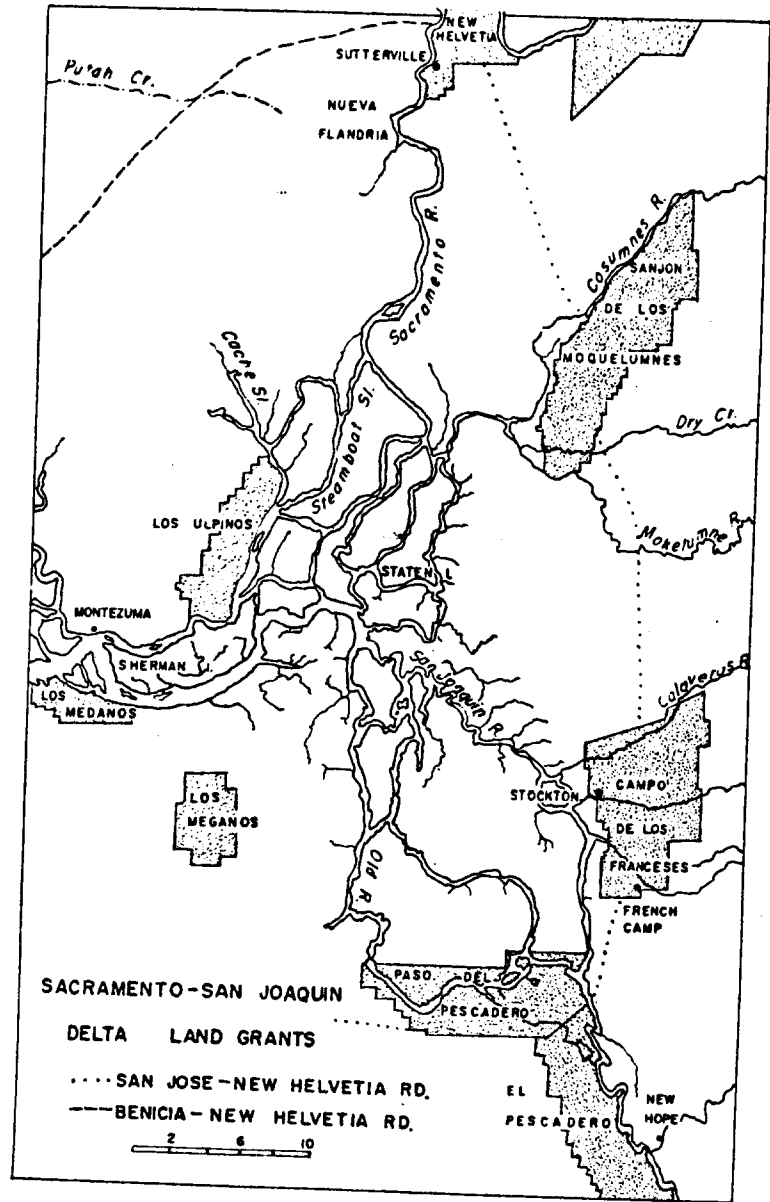 NEW
HELVETIA
SUTTERVILLE
Putah Cr.
NUEVA
FLANDRIA
Sacramento R.
Cosumnes R.
SANJON
DE LOS
MOQUELUMNES
Cache Sl.
Steamboat Sl.
Dry Cr.
LOS ULPINOS
Mokelumne R.
STATEN I.
MONTEZUMA
SHERMAN I.
LOS
MEDANOS
San Joaquin R.
Calaverus R.
LOS
MEGANOS
STOCKTON
CAMPO
DE LOS
FRANCESES
FRENCH
CAMP
Old R.
PASO DEL
PESCADERO
SACRAMENTO-SAN JOAQUIN
DELTA LAND GRANTS
.... SAN JOSE-NEW HELVETIA RD.
---- BENICIA-NEW HELVETIA RD.
2 6 10
EL
PESCADERO
NEW
HOPE